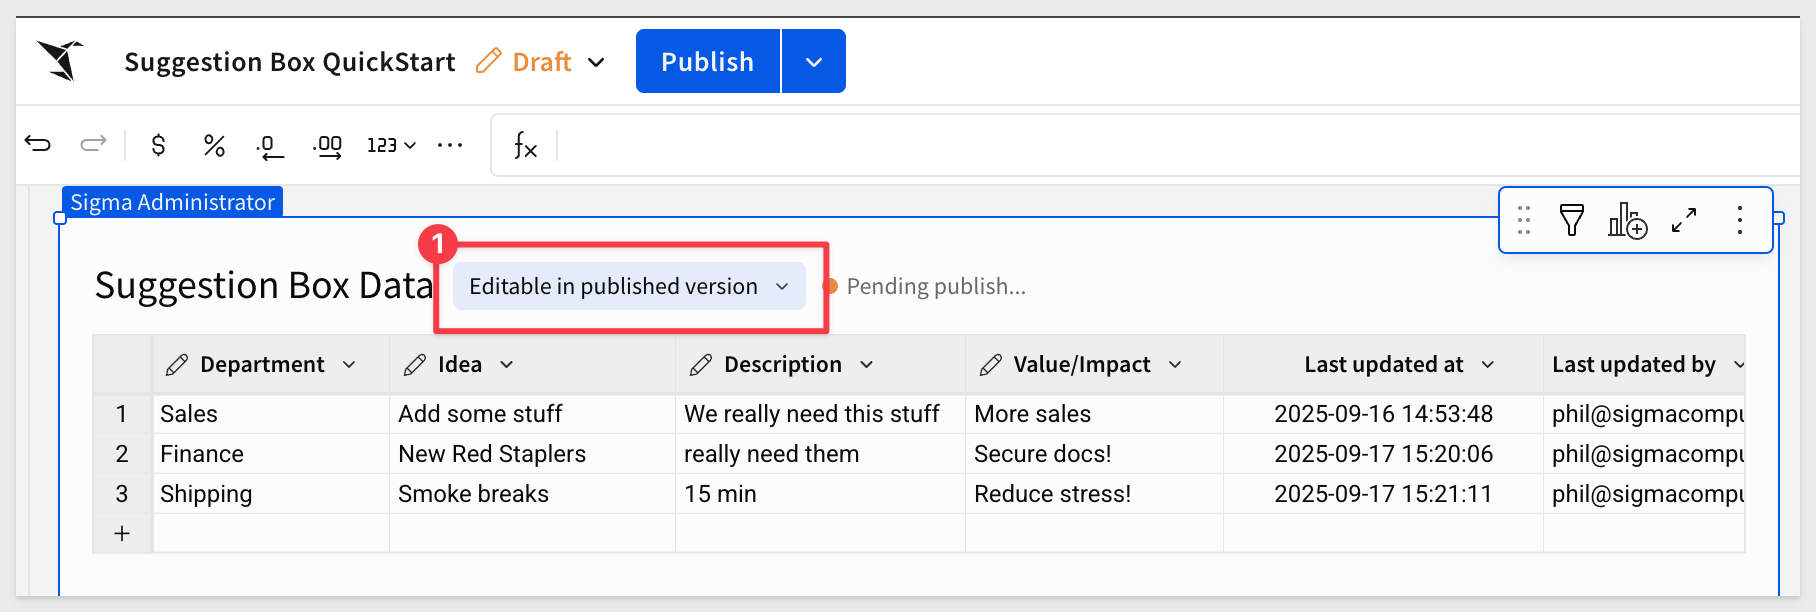 Suggestion Box QuickStart Draft Publish
$ % .0 .00 123 ... fx
Sigma Administrator
1
Suggestion Box Data Editable in published version Pending publish...
Department Idea Description Value/Impact Last updated at Last updated by
1 Sales Add some stuff We really need this stuff More sales 2025-09-16 14:53:48 phil@sigmacompu
2 Finance New Red Staplers really need them Secure docs! 2025-09-17 15:20:06 phil@sigmacompu
3 Shipping Smoke breaks 15 min Reduce stress! 2025-09-17 15:21:11 phil@sigmacompu
+